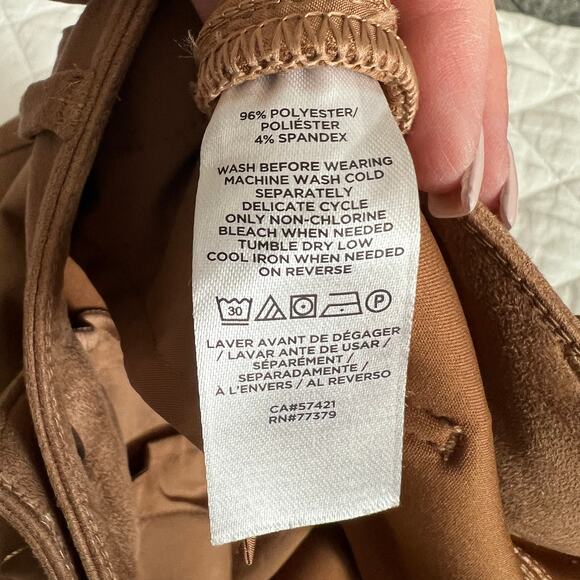 96% POLYESTER/
POLIÉSTER
4% SPANDEX
WASH BEFORE WEARING
MACHINE WASH COLD
SEPARATELY
DELICATE CYCLE
ONLY NON-CHLORINE
BLEACH WHEN NEEDED
TUMBLE DRY LOW
COOL IRON WHEN NEEDED
ON REVERSE
30 P
LAVER AVANT DE DÉGAGER
/ LAVAR ANTE DE USAR /
SÉPARÉMENT /
SEPARADAMENTE /
À L'ENVERS / AL REVERSO
CA#57421
RN#77379